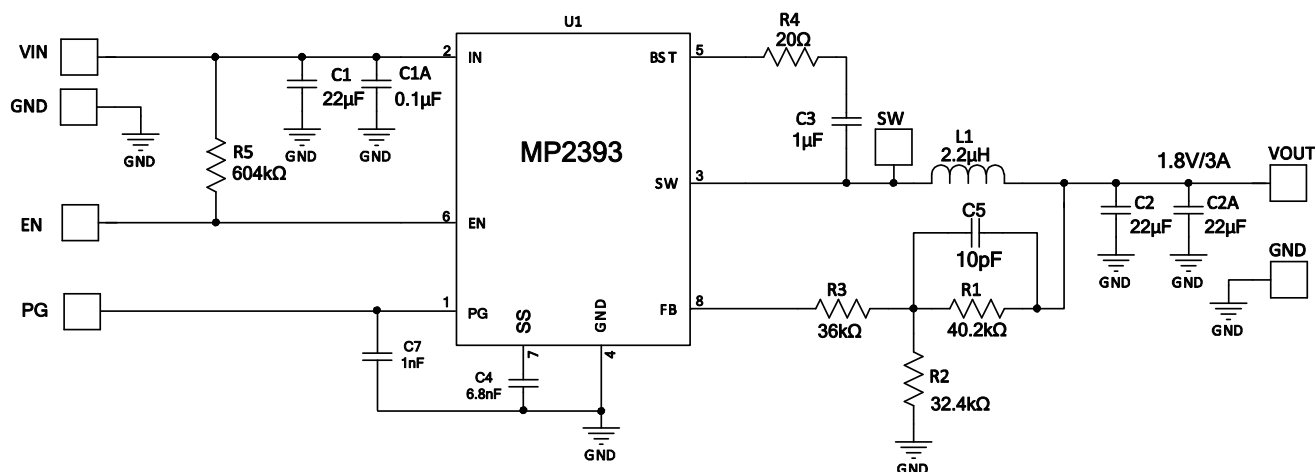 U1
VIN
2
IN
C1
22µF
C1A
0.1µF
GND
GND
GND
GND
R5
604kΩ
EN
6
EN
PG
1
PG
C7
1nF
C4
6.8nF
SS
7
GND
4
GND
MP2393
BST
5
R4
20Ω
C3
1µF
SW
SW
3
L1
2.2µH
1.8V/3A
VOUT
C2
22µF
C2A
22µF
GND
GND
GND
GND
C5
10pF
FB
8
R3
36kΩ
R1
40.2kΩ
R2
32.4kΩ
GND